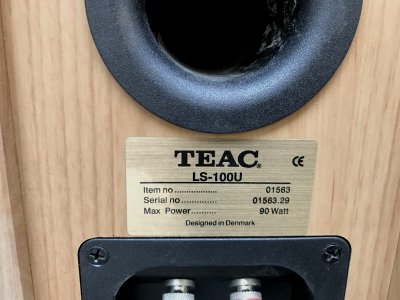 TEAC®
CE
LS-100U
Item no .................. 01563
Serial no ................ 01563.29
Max Power.......... 90 Watt
Designed in Denmark